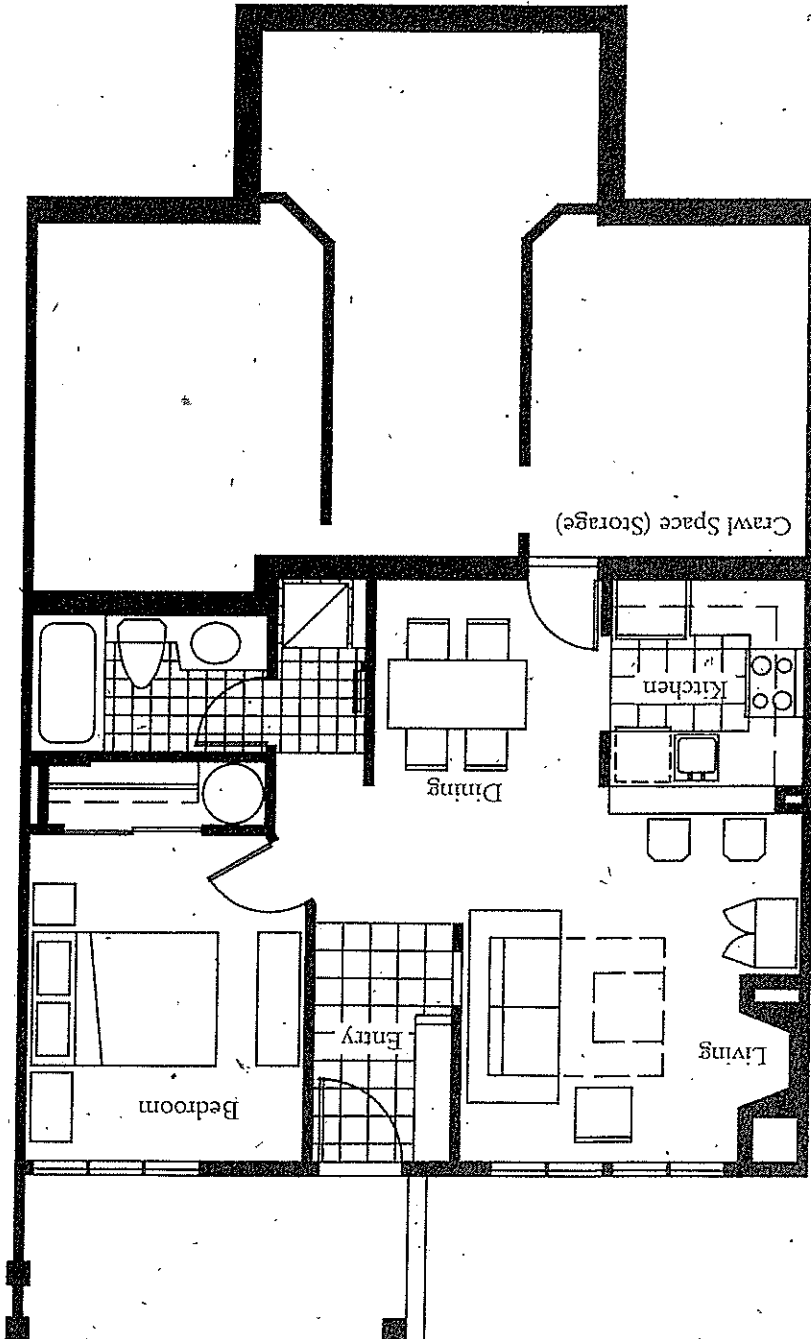 Bedroom
Living
Entry
Dining
Kitchen
Crawl Space (Storage)